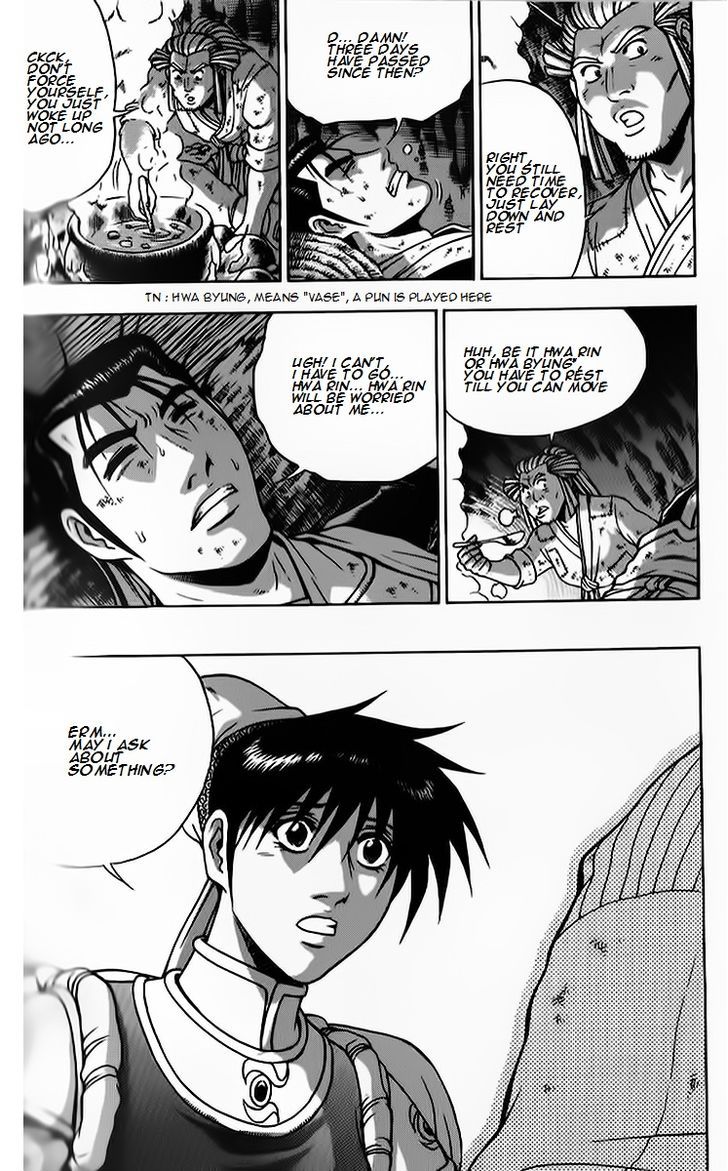 CKCK,
DON'T
FORCE
YOURSELF,
YOU JUST
WOKE UP
NOT LONG
AGO...
D... DAMN!
THREE DAYS
HAVE PASSED
SINCE THEN?
RIGHT,
YOU STILL
NEED TIME
TO RECOVER,
JUST LAY
DOWN AND
REST
TN : HWA BYUNG, MEANS "VASE", A PUN IS PLAYED HERE
UGH! I CAN'T,
I HAVE TO GO...
HWA RIN... HWA RIN
WILL BE WORRIED
ABOUT ME...
HUH, BE IT HWA RIN
OR HWA BYUNG*
YOU HAVE TO REST
TILL YOU CAN MOVE
ERM...
MAY I ASK
ABOUT
SOMETHING?